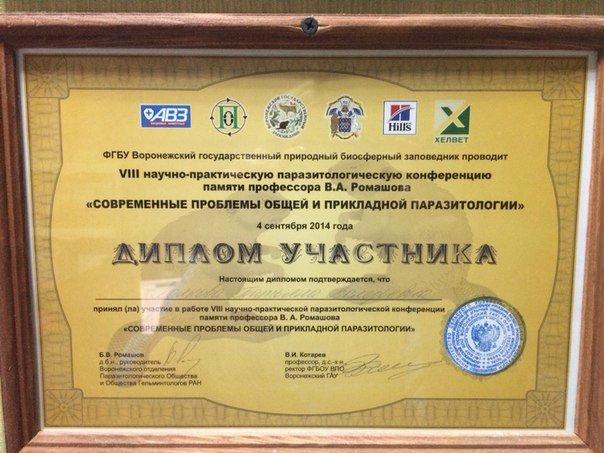 АВЗ
Hill's
ХЕЛВЕТ
ФГБУ Воронежский государственный природный биосферный заповедник проводит
VIII научно-практическую паразитологическую конференцию
памяти профессора В.А. Ромашова
«СОВРЕМЕННЫЕ ПРОБЛЕМЫ ОБЩЕЙ И ПРИКЛАДНОЙ ПАРАЗИТОЛОГИИ»
4 сентября 2014 года
ДИПЛОМ УЧАСТНИКА
Настоящим дипломом подтверждается, что
принял (ла) участие в работе VIII научно-практической паразитологической конференции
памяти профессора В. А. Ромашова
«СОВРЕМЕННЫЕ ПРОБЛЕМЫ ОБЩЕЙ И ПРИКЛАДНОЙ ПАРАЗИТОЛОГИИ»
Б.В. Ромашов
д.б.н., руководитель
Воронежского отделения
Паразитологического Общества
и Общества Гельминтологов РАН
В.И. Котарев
профессор, д.с.-х.н.
ректор ФГБОУ ВПО
Воронежский ГАУ